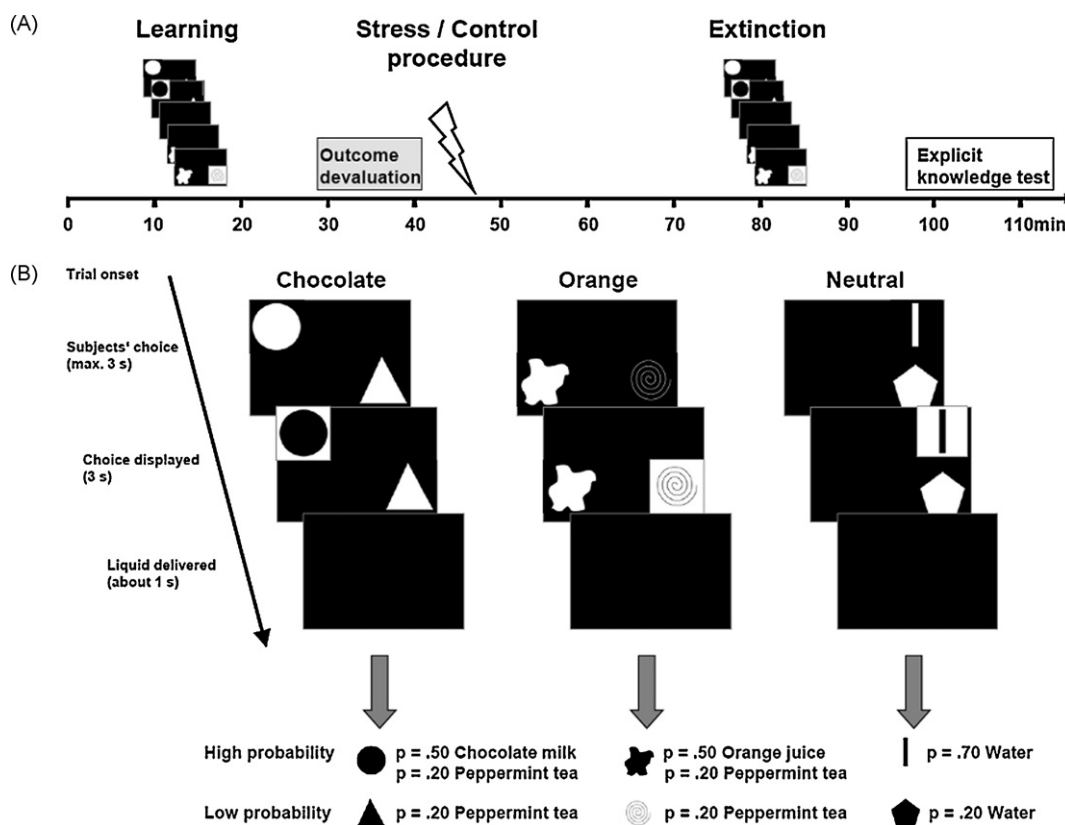 (A)
Learning
Stress / Control
procedure
Extinction
Outcome
devaluation
Explicit
knowledge test
0 10 20 30 40 50 60 70 80 90 100 110min
(B)
Trial onset
Chocolate Orange Neutral
Subjects' choice
(max. 3 s)
Choice displayed
(3 s)
Liquid delivered
(about 1 s)
High probability p = .50 Chocolate milk p = .50 Orange juice p = .70 Water
p = .20 Peppermint tea p = .20 Peppermint tea
Low probability p = .20 Peppermint tea p = .20 Peppermint tea p = .20 Water